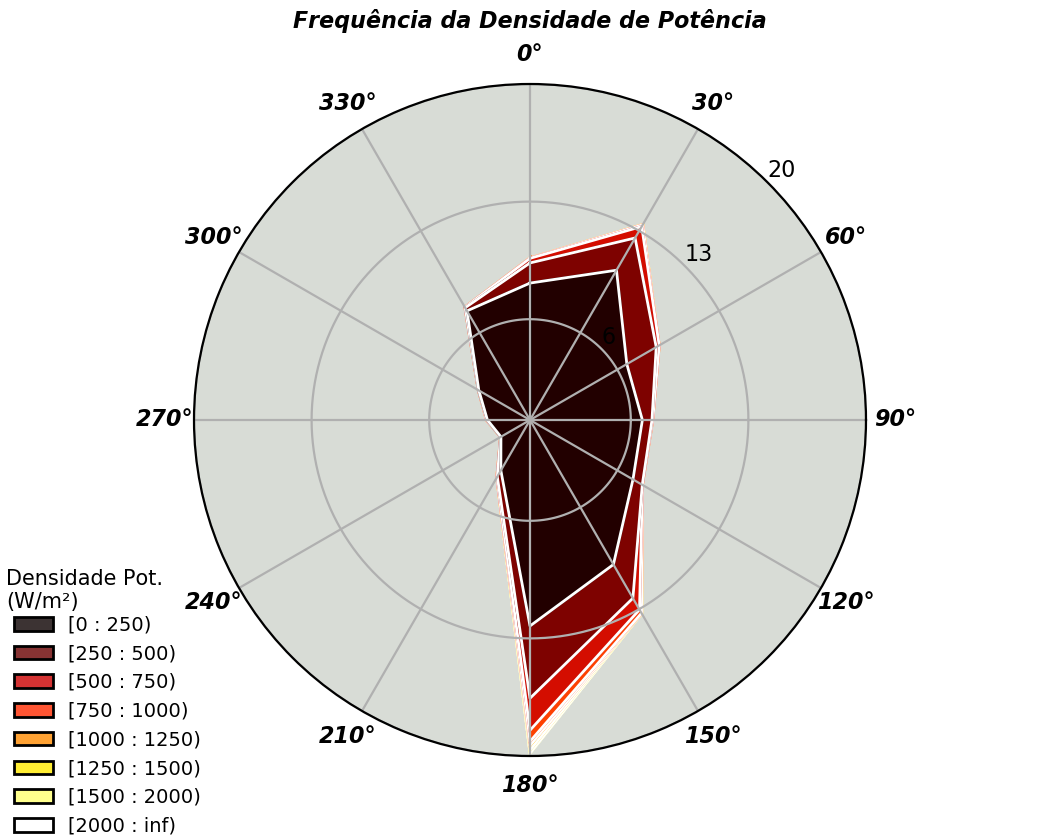 Frequência da Densidade de Potência
0°
330°
30°
20
300°
60°
13
6
270°
90°
240°
120°
210°
150°
180°
Densidade Pot.
(W/m²)
[0 : 250)
[250 : 500)
[500 : 750)
[750 : 1000)
[1000 : 1250)
[1250 : 1500)
[1500 : 2000)
[2000 : inf)